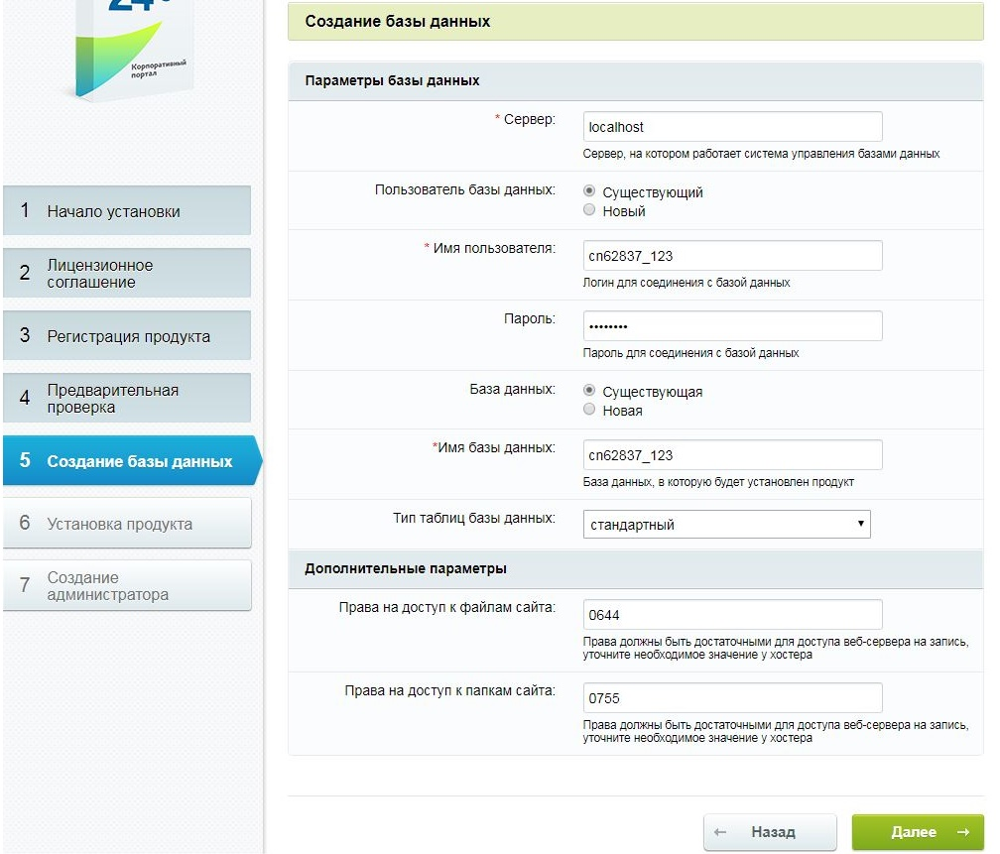 24
Корпоративный
портал
1 Начало установки
2 Лицензионное
соглашение
3 Регистрация продукта
4 Предварительная
проверка
5 Создание базы данных
6 Установка продукта
7 Создание
администратора
Создание базы данных
Параметры базы данных
* Сервер: localhost
Сервер, на котором работает система управления базами данных
Пользователь базы данных: Существующий
Новый
* Имя пользователя: cn62837_123
Логин для соединения с базой данных
Пароль: ••••••••
Пароль для соединения с базой данных
База данных: Существующая
Новая
*Имя базы данных: cn62837_123
База данных, в которую будет установлен продукт
Тип таблиц базы данных: стандартный
Дополнительные параметры
Права на доступ к файлам сайта: 0644
Права должны быть достаточными для доступа веб-сервера на запись,
уточните необходимое значение у хостера
Права на доступ к папкам сайта: 0755
Права должны быть достаточными для доступа веб-сервера на запись,
уточните необходимое значение у хостера
← Назад
Далее →